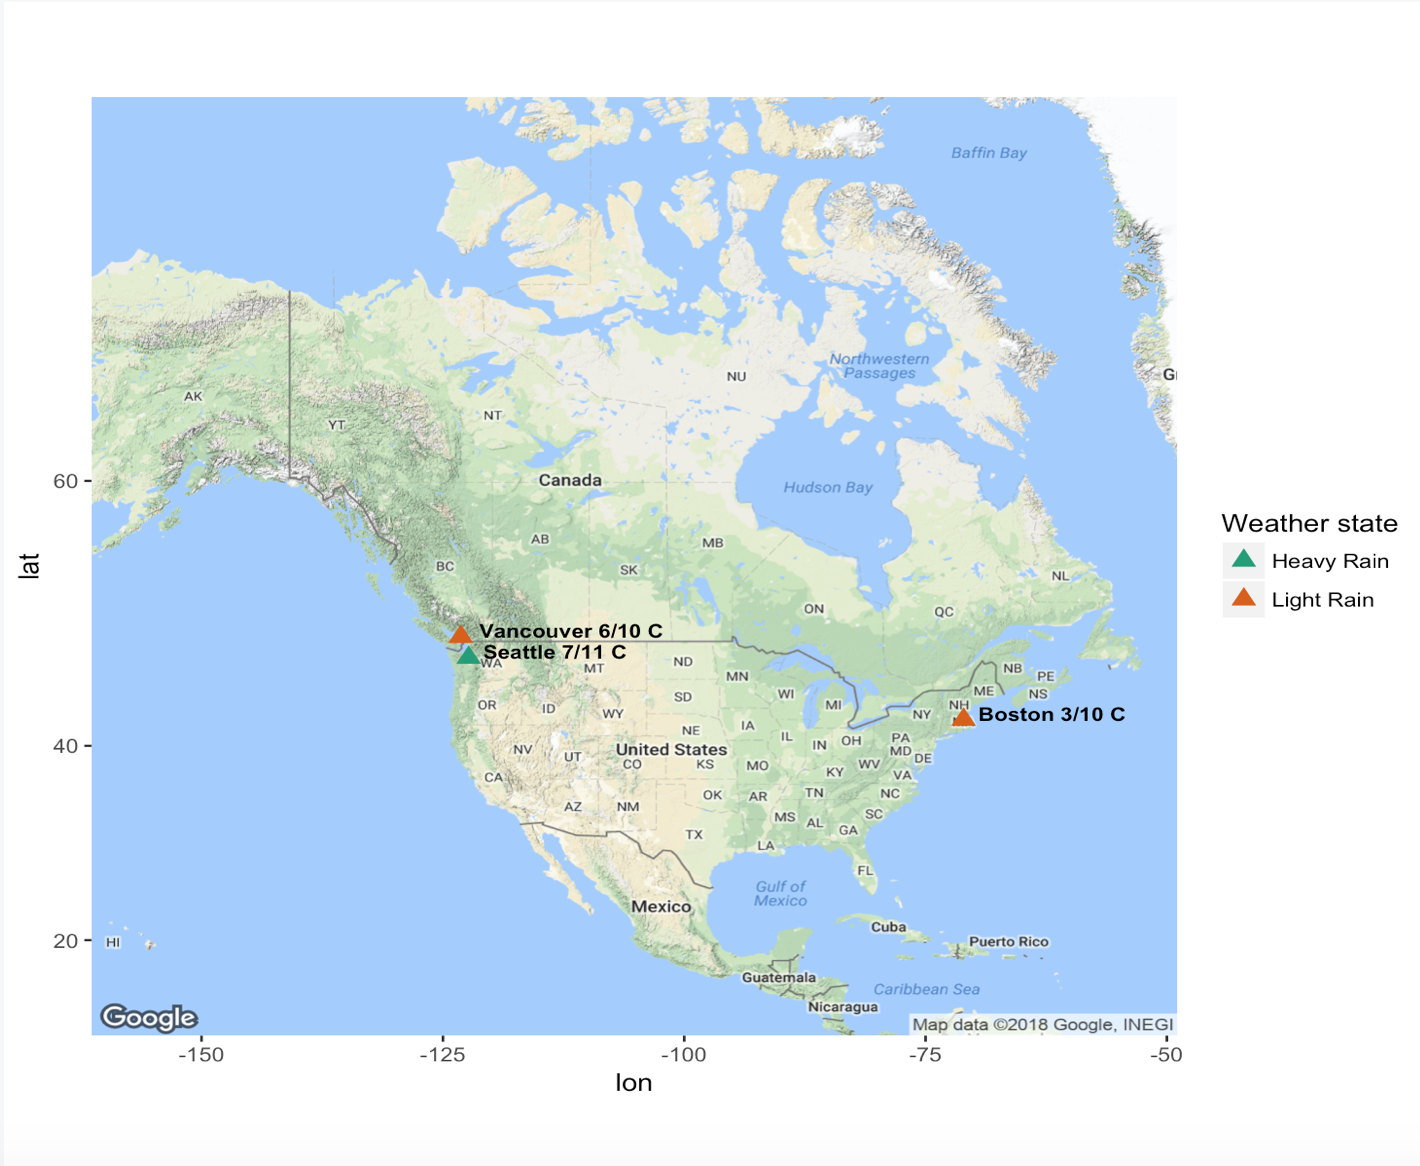 Baffin Bay
Northwestern
Passages
Gr
NU
AK
NT
YT
60
Canada
Hudson Bay
AB
MB
BC
SK
NL
ON
QC
Vancouver 6/10 C
Seattle 7/11 C
WA
MT
ND
NB
PE
MN
ME
NS
OR
ID
WY
SD
WI
MI
NY
NH
Boston 3/10 C
NE
IA
IL
IN
OH
PA
MD
DE
40
NV
UT
United States
CO
KS
MO
KY
WV
VA
CA
AZ
NM
OK
AR
TN
NC
MS
AL
SC
GA
TX
LA
FL
Gulf of
Mexico
Mexico
Cuba
Puerto Rico
20
HI
Guatemala
Caribbean Sea
Nicaragua
Google
Map data ©2018 Google, INEGI
-150
-125
-100
-75
-50
lon
lat
Weather state
Heavy Rain
Light Rain